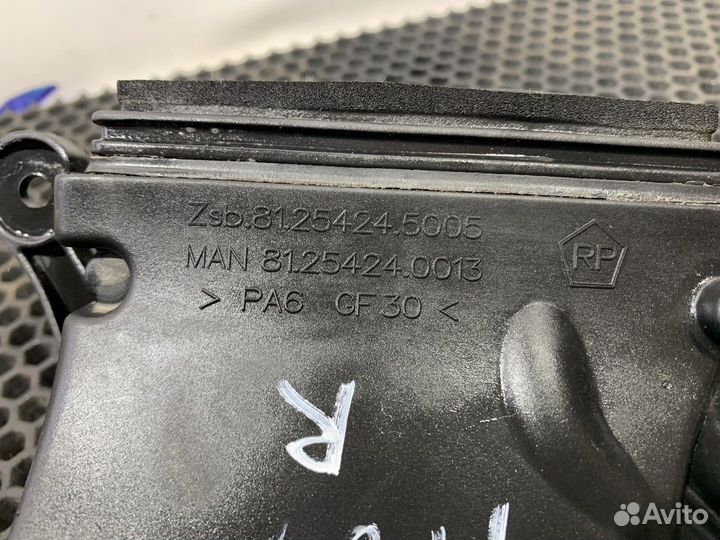 Zsb.81.25424.5005
MAN 81.25424.0013
RP
> PA6 GF30 <
R
Avito